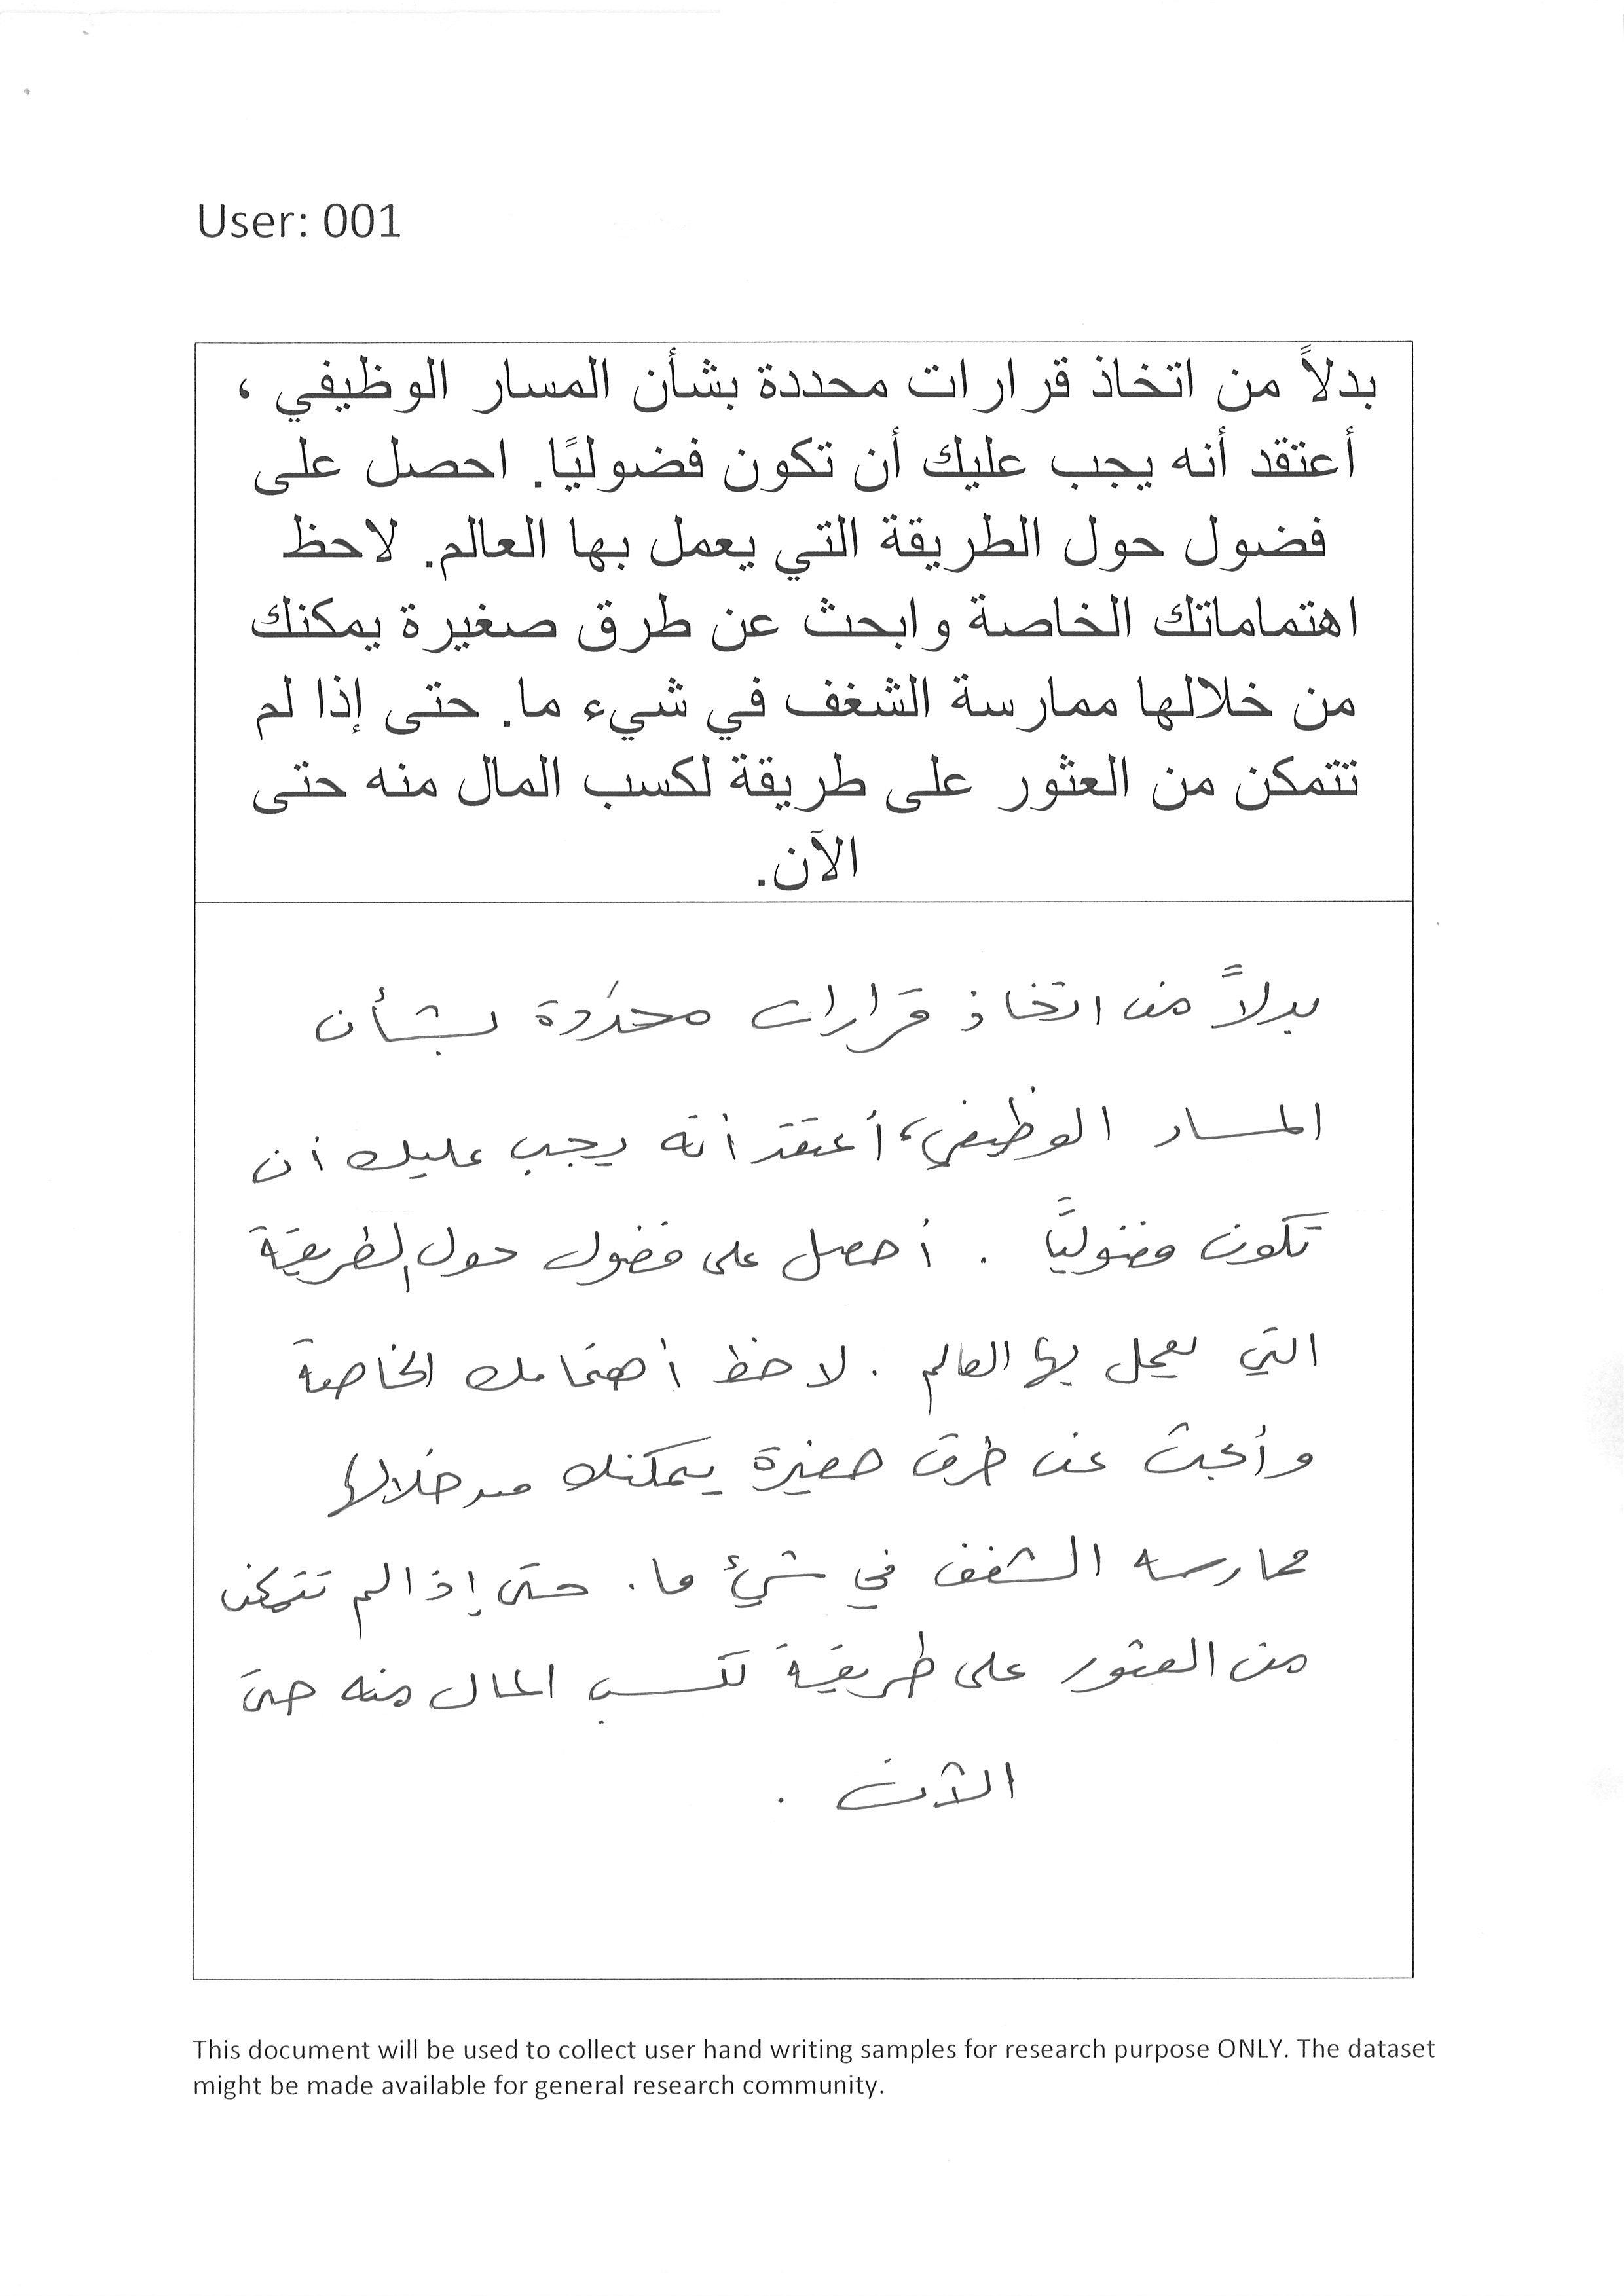 User: 001
بدلاً من اتخاذ قرارات محددة بشأن المسار الوظيفي ،
أعتقد أنه يجب عليك أن تكون فضوليًا. احصل على
فضول حول الطريقة التي يعمل بها العالم. لاحظ
اهتماماتك الخاصة وابحث عن طرق صغيرة يمكنك
من خلالها ممارسة الشغف في شيء ما. حتى إذا لم
تتمكن من العثور على طريقة لكسب المال منه حتى
الآن.
بدلاً من اتخاذ قرارات محدّدة بشأن
المسار الوظيفي، أعتقد أنه يجب عليك أن
تكون فضوليًّا . أحصل على فضول حول الطريقة
التي يعمل بها العالم . لاحظ أهتمامك الخاصة
وأبحث عن طرق صغيرة يمكنك من خلالها
ممارسه الشغف في شيئ ما . حتى إذا لم تتمكن
من العثور على طريقة لكسب المال منه حتى
الآن .
This document will be used to collect user hand writing samples for research purpose ONLY. The dataset
might be made available for general research community.